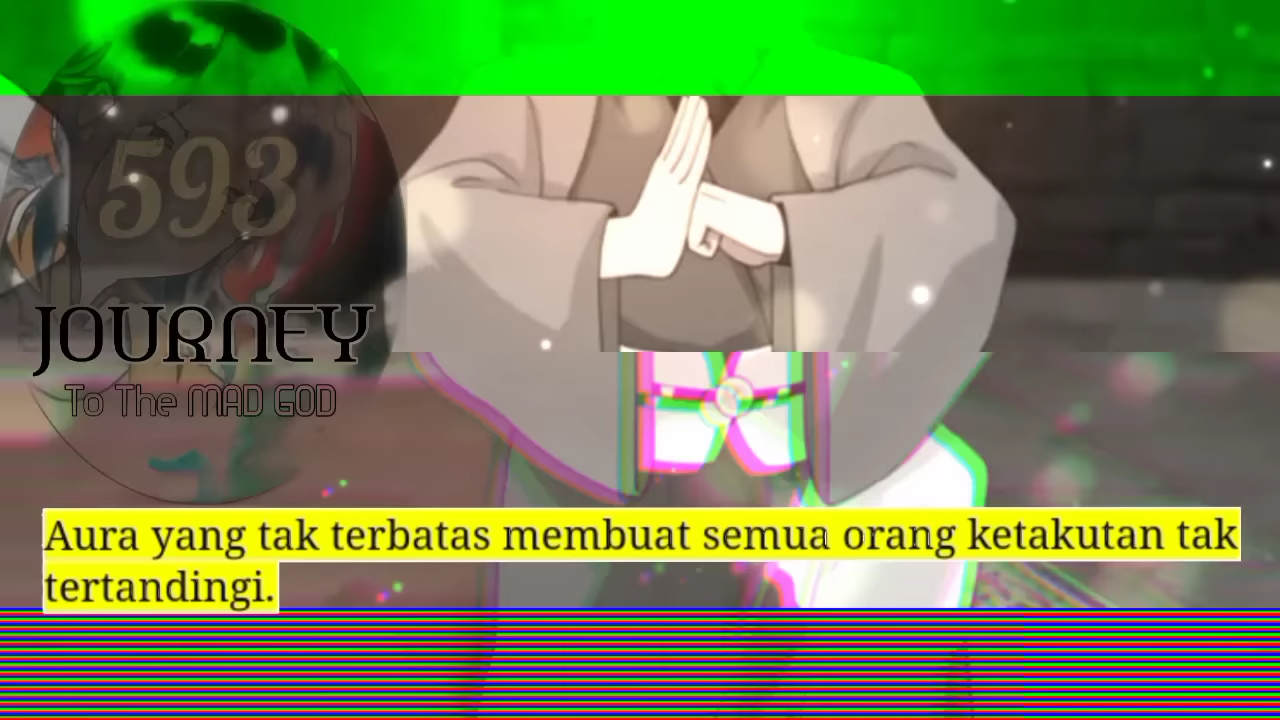 593
JOURNEY
To The MAD GOD
Aura yang tak terbatas membuat semua orang ketakutan tak
tertandingi.